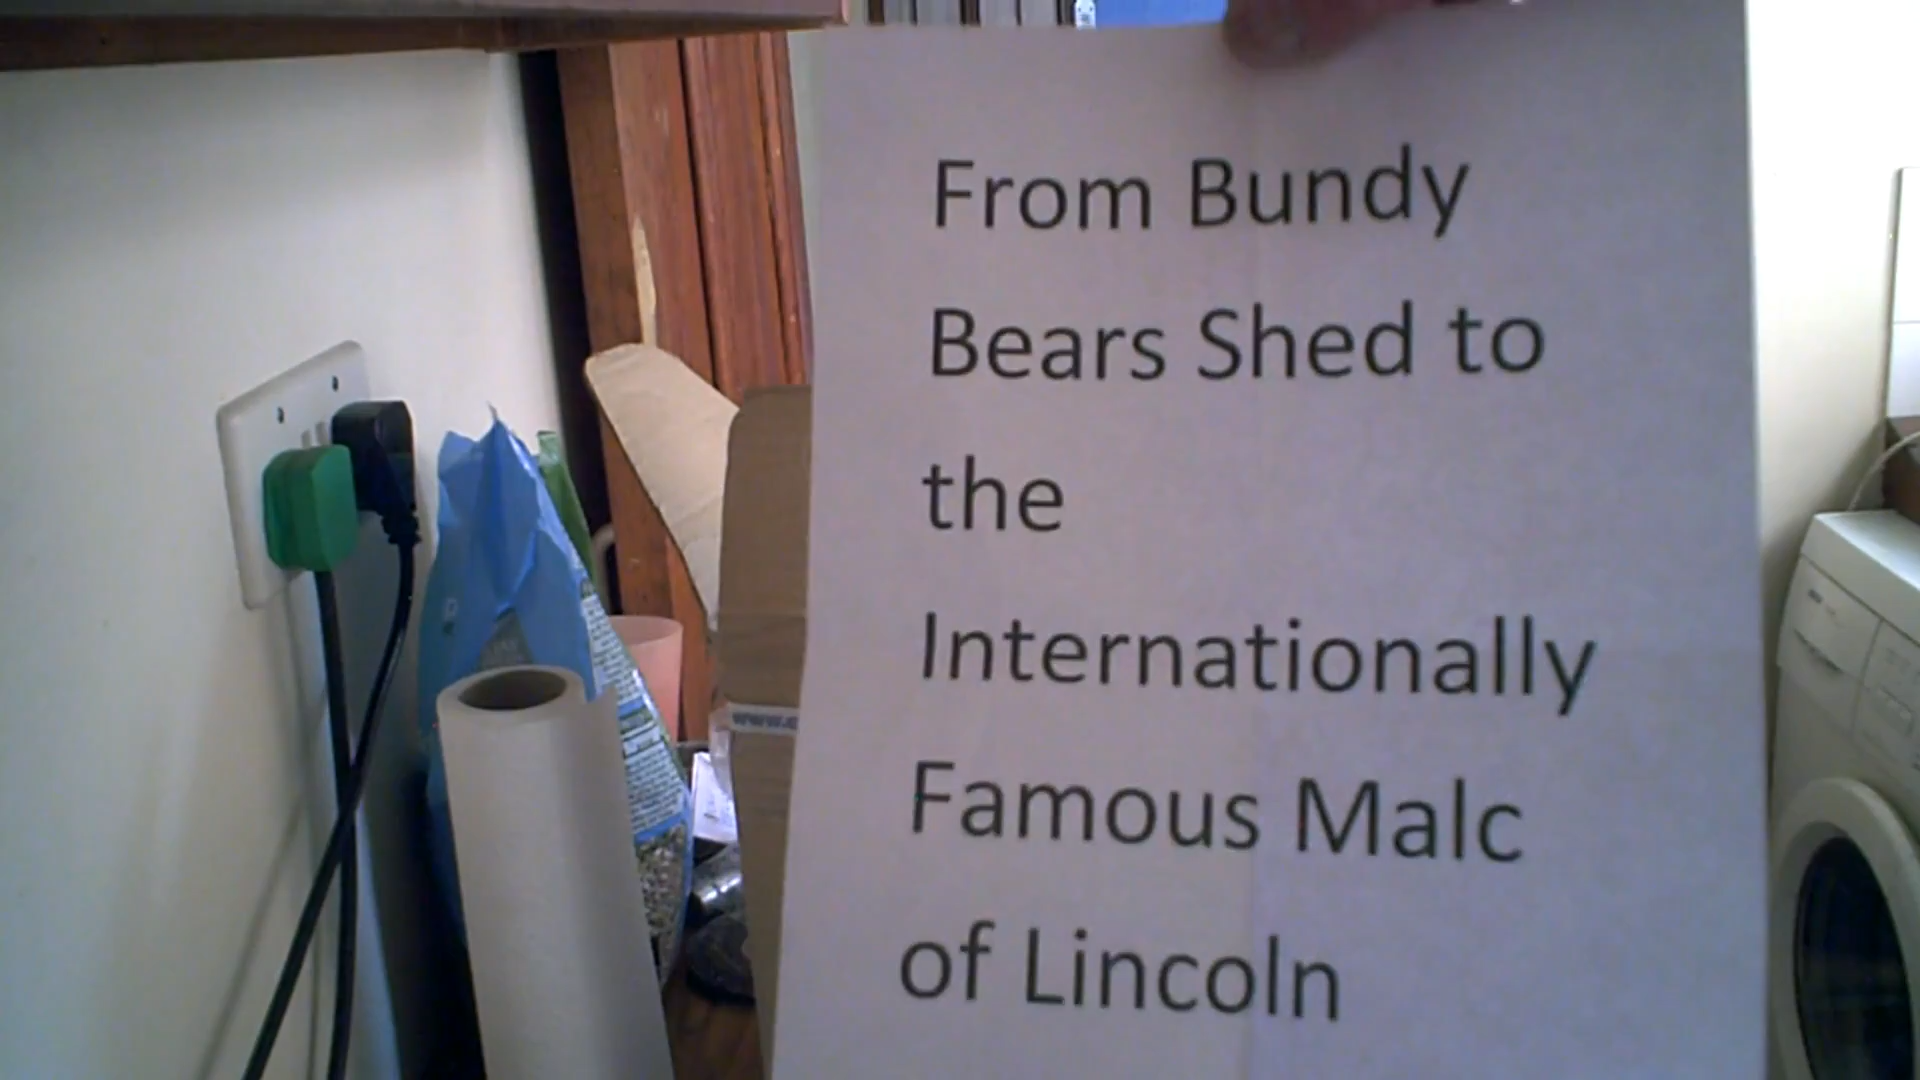 From Bundy
Bears Shed to
the
Internationally
Famous Malc
of Lincoln